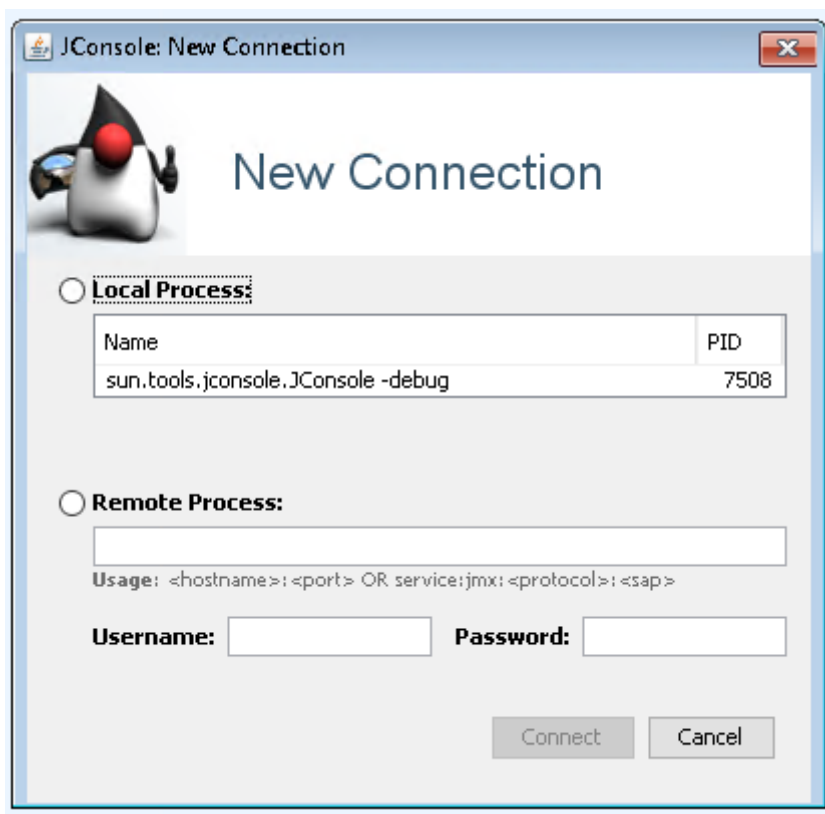 JConsole: New Connection
New Connection
Local Process:
Name PID
sun.tools.jconsole.JConsole -debug 7508
Remote Process:
Usage: <hostname>:<port> OR service:jmx:<protocol>:<sap>
Username: Password:
Connect Cancel